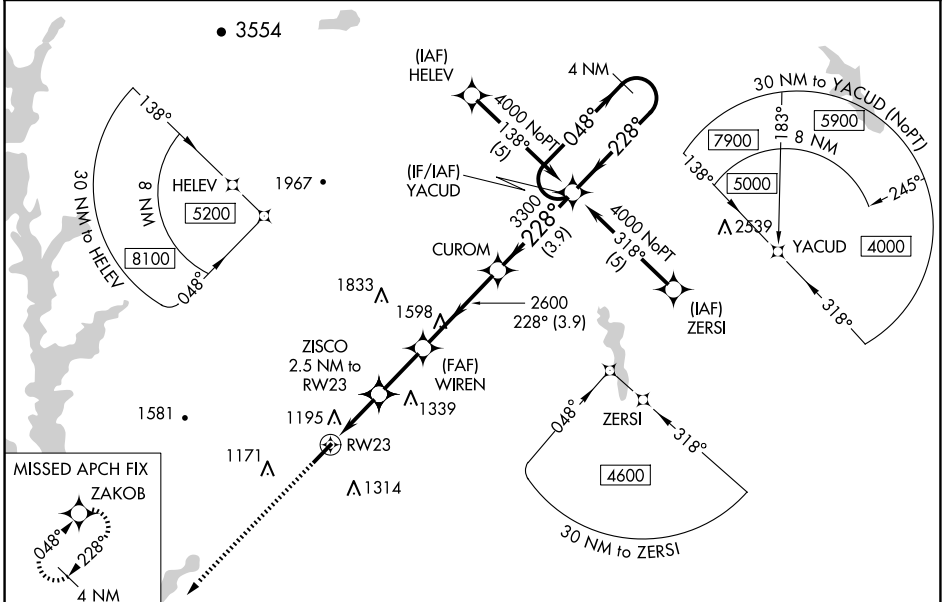 3554
(IAF)
HELEV
4 NM
4000 NoPT
138°
(5)
048°
228°
30 NM to YACUD (NoPT)
5900
7900
183°
8 NM
138°
5000
245°
2539
YACUD
4000
318°
138°
HELEV
5200
8 NM
30 NM to HELEV
8100
048°
1967
(IF/IAF)
YACUD
3300
228°
(3.9)
4000 NoPT
318°
(5)
CUROM
(IAF)
ZERSI
1833
1598
2600
228° (3.9)
ZISCO
2.5 NM to
RW23
(FAF)
WIREN
1339
1195
RW23
1581
1171
1314
048°
ZERSI
318°
4600
30 NM to ZERSI
MISSED APCH FIX
ZAKOB
048°
228°
4 NM